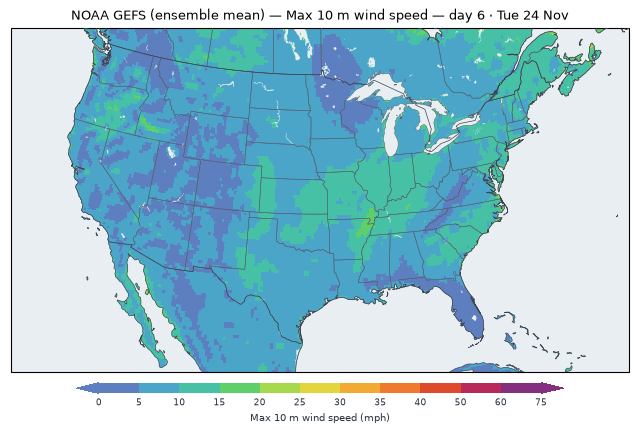 NOAA GEFS (ensemble mean) — Max 10 m wind speed — day 6 · Tue 24 Nov
0 5 10 15 20 25 30 35 40 50 60 75
Max 10 m wind speed (mph)